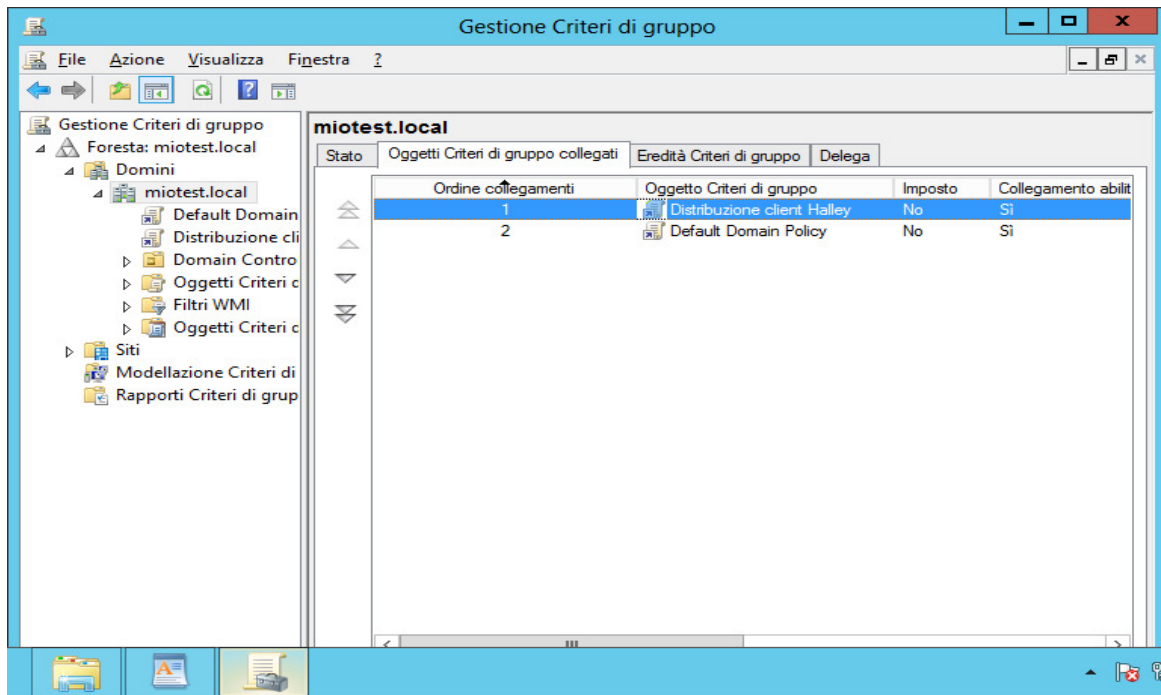 Gestione Criteri di gruppo
File Azione Visualizza Finestra ?
Gestione Criteri di gruppo
Foresta: miotest.local
Domini
miotest.local
Default Domain
Distribuzione cli
Domain Contro
Oggetti Criteri c
Filtri WMI
Oggetti Criteri c
Siti
Modellazione Criteri di
Rapporti Criteri di grup
miotest.local
Stato Oggetti Criteri di gruppo collegati Eredità Criteri di gruppo Delega
Ordine collegamenti Oggetto Criteri di gruppo Imposto Collegamento abilit
1 Distribuzione client Halley No Sì
2 Default Domain Policy No Sì